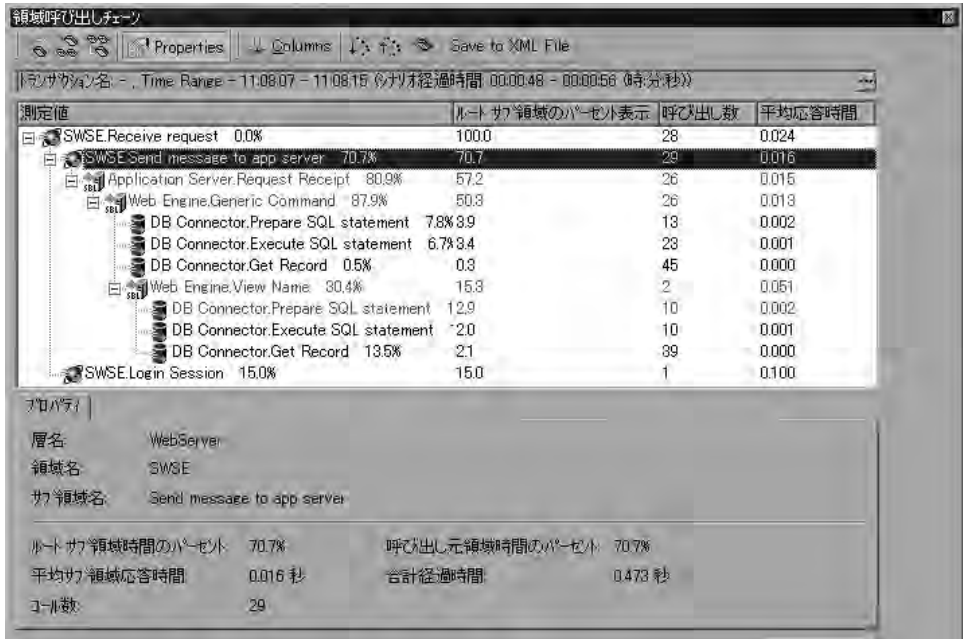 領域呼び出しチェーン
Properties Columns Save to XML File
トランザクション名: - , Time Range - 11:08:07 - 11:08:15 (シナリオ経過時間 00:00:48 - 00:00:56 (時:分:秒))
測定値 ルート サブ領域のパーセント表示 呼び出し数 平均応答時間
SWSE.Receive request 0.0% 100.0 28 0.024
SWSE.Send message to app server 70.7% 70.7 29 0.016
Application Server.Request Receipt 80.9% 57.2 26 0.015
Web Engine.Generic Command 87.9% 50.3 26 0.013
DB Connector.Prepare SQL statement 7.8% 3.9 13 0.002
DB Connector.Execute SQL statement 6.7% 3.4 23 0.001
DB Connector.Get Record 0.5% 0.3 45 0.000
Web Engine.View Name 30.4% 15.3 2 0.051
DB Connector.Prepare SQL statement 12.9 10 0.002
DB Connector.Execute SQL statement 2.0 10 0.001
DB Connector.Get Record 13.5% 2.1 39 0.000
SWSE.Login Session 15.0% 15.0 1 0.100
プロパティ
層名: WebServer
領域名: SWSE
サブ領域名: Send message to app server
ルート サブ領域時間のパーセント: 70.7% 呼び出し元領域時間のパーセント: 70.7%
平均サブ領域応答時間: 0.016 秒 合計経過時間: 0.473 秒
コール数: 29